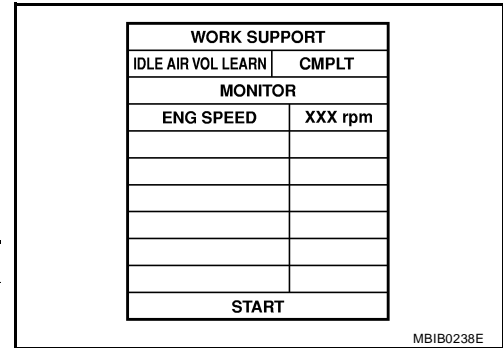 WORK SUPPORT
IDLE AIR VOL LEARN CMPLT
MONITOR
ENG SPEED XXX rpm
START
MBIB0238E